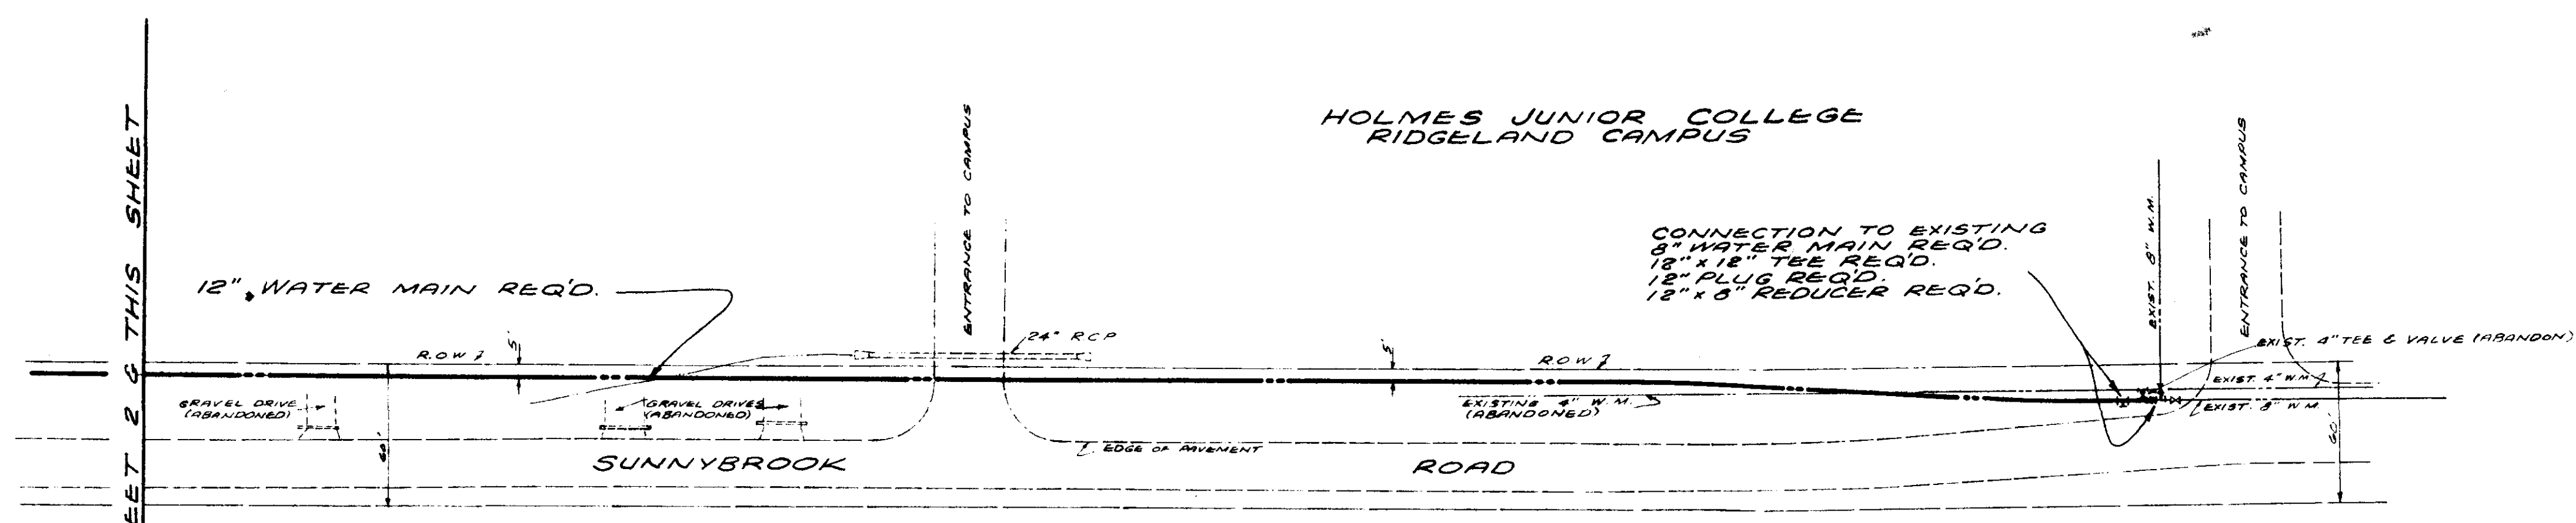 HOLMES JUNIOR COLLEGE
RIDGELAND CAMPUS
ENTRANCE TO CAMPUS
ENTRANCE TO CAMPUS
EXIST. 8" W.M.
CONNECTION TO EXISTING
8" WATER MAIN REQ'D.
12" x 12" TEE REQ'D.
12" PLUG REQ'D.
12" x 8" REDUCER REQ'D.
12" WATER MAIN REQ'D.
24" RCP
EXIST. 4" TEE & VALVE (ABANDON)
R.O.W
5'
5'
R.O.W
EXIST. 4" W.M.
GRAVEL DRIVE
(ABANDONED)
GRAVEL DRIVES
(ABANDONED)
EXISTING 4" W.M.
(ABANDONED)
EXIST. 8" W.M.
60'
EDGE OF PAVEMENT
SUNNYBROOK ROAD
2 & THIS SHEET